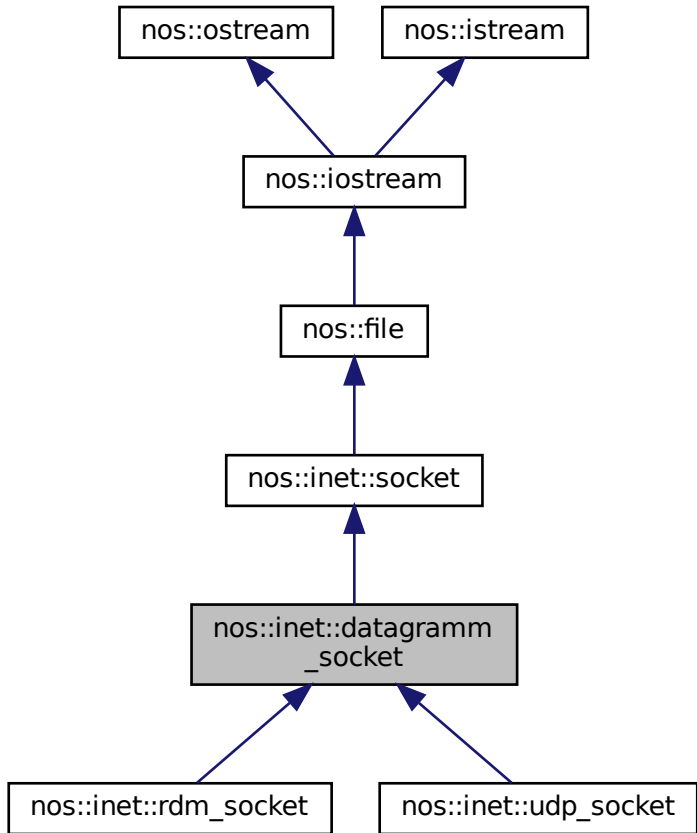 nos::ostream
nos::istream
nos::iostream
nos::file
nos::inet::socket
nos::inet::datagramm
_socket
nos::inet::rdm_socket
nos::inet::udp_socket